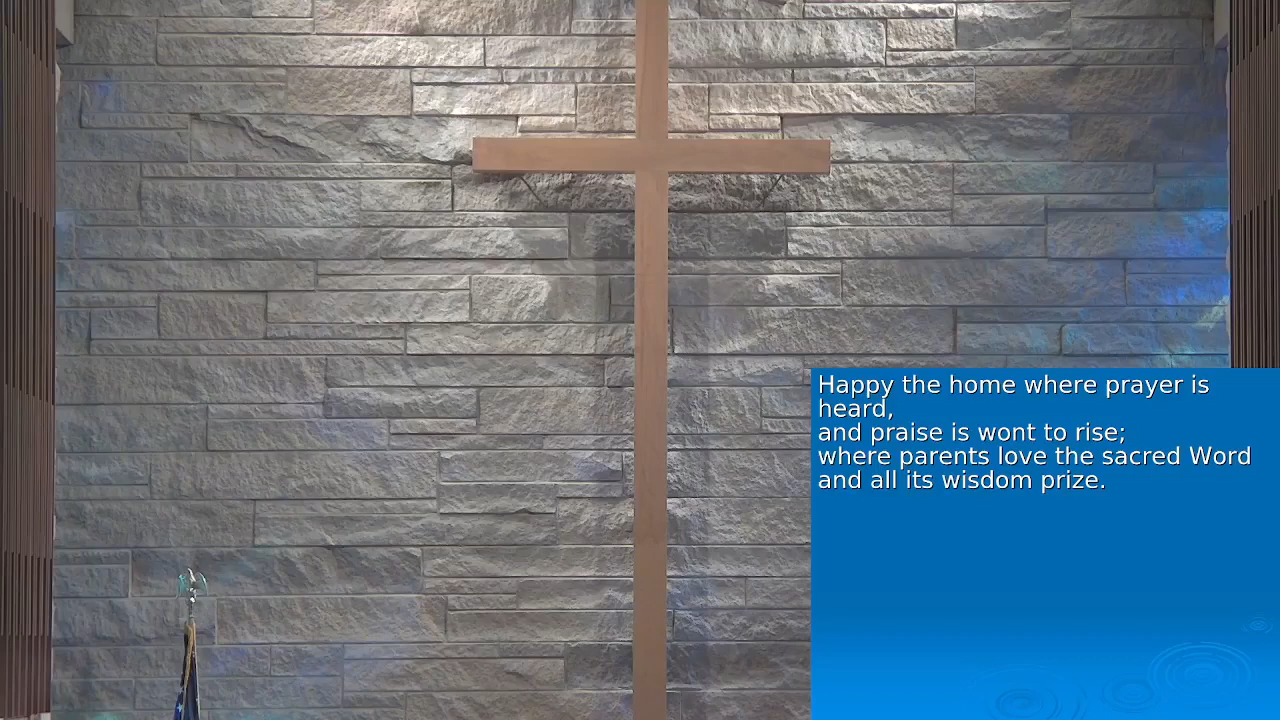 Happy the home where prayer is
heard,
and praise is wont to rise;
where parents love the sacred Word
and all its wisdom prize.